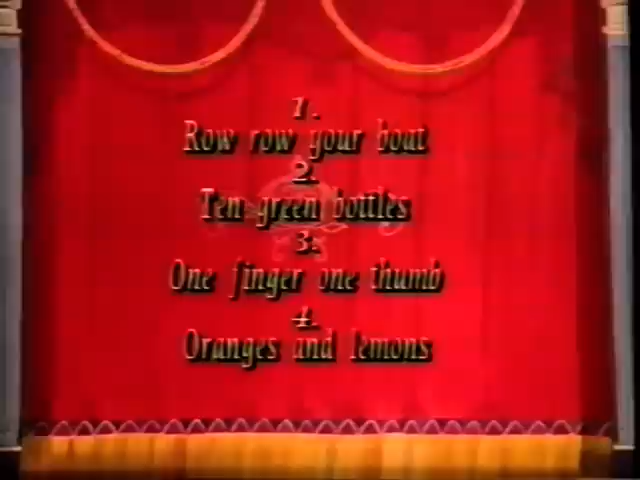 1.
Row row your boat
2.
Ten green bottles
3.
One finger one thumb
4.
Oranges and lemons